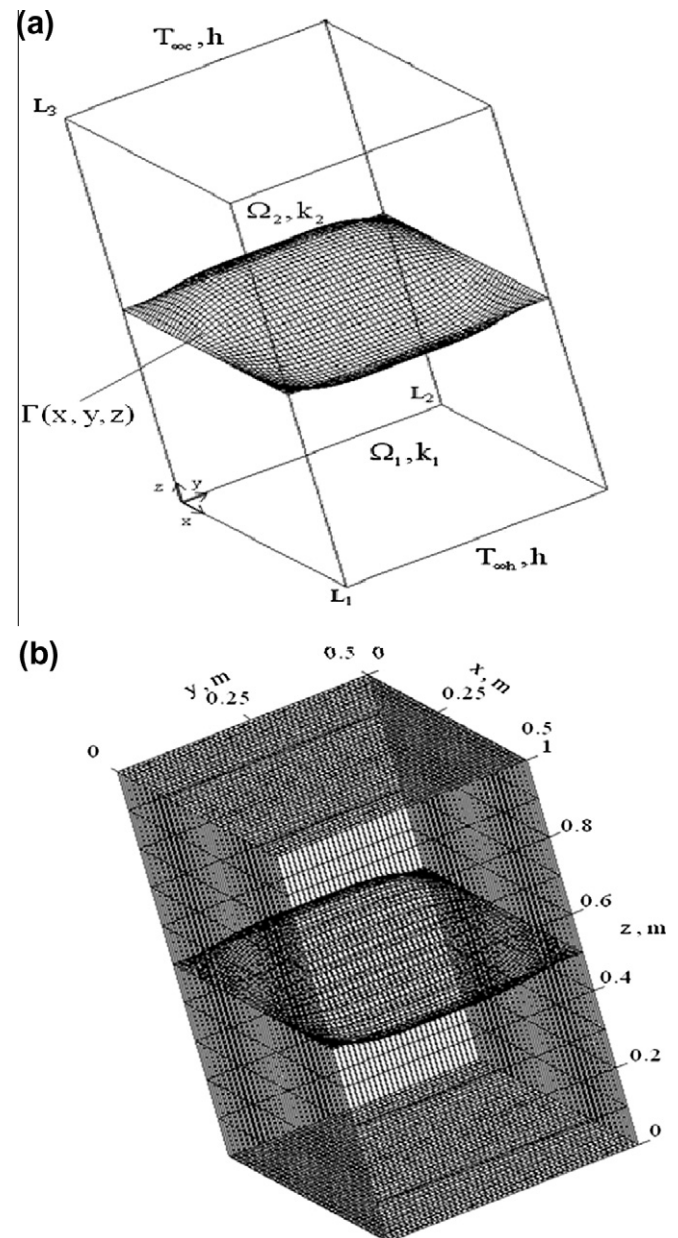 (a)
T∞c, h
L3
Ω2, k2
Γ(x, y, z)
L2
Ω1, k1
z
y
x
T∞h, h
L1
(b)
0.5 0
y, m
x, m
0.25
0.25
0
0.5
1
0.8
0.6
z, m
0.4
0.2
0